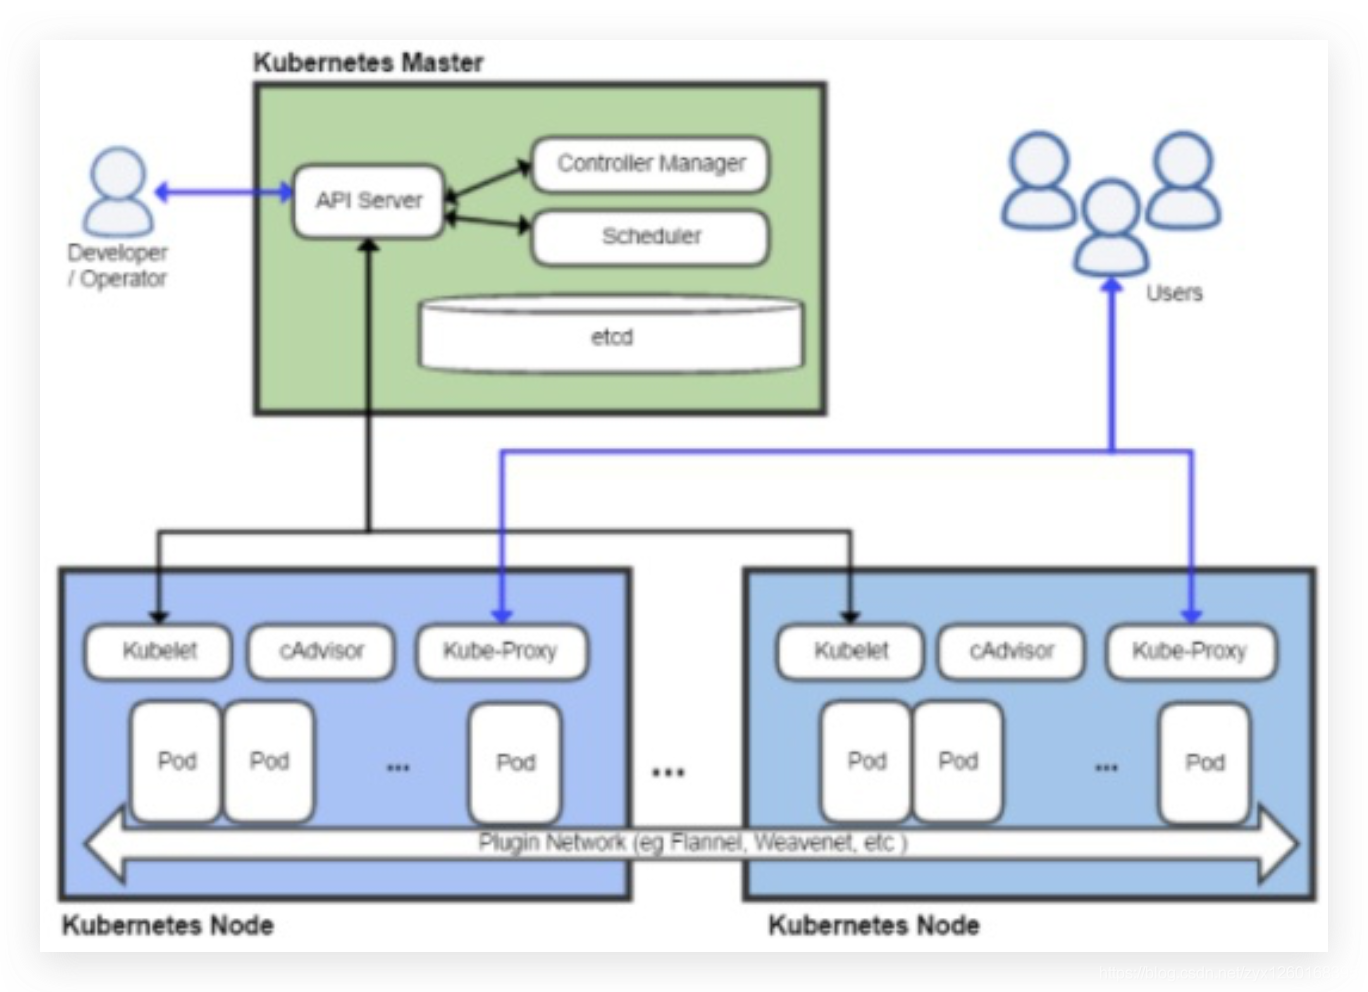 Kubernetes Master
API Server
Controller Manager
Scheduler
etcd
Developer
/ Operator
Users
Kubelet
cAdvisor
Kube-Proxy
Pod
Pod
...
Pod
...
Kubelet
cAdvisor
Kube-Proxy
Pod
Pod
...
Pod
Plugin Network (eg Flannel, Weavenet, etc )
Kubernetes Node
Kubernetes Node